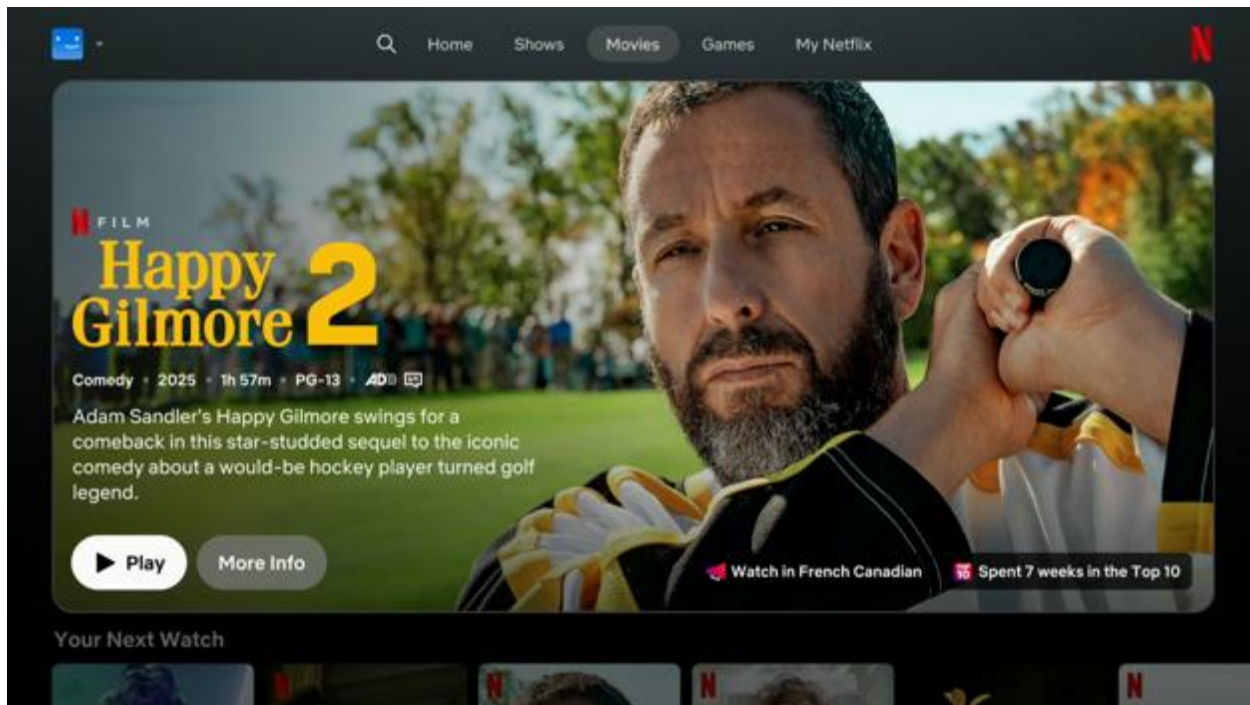 Home Shows Movies Games My Netflix
N
N FILM
Happy
Gilmore 2
Comedy • 2025 • 1h 57m • PG-13 • AD
Adam Sandler's Happy Gilmore swings for a
comeback in this star-studded sequel to the iconic
comedy about a would-be hockey player turned golf
legend.
Play More Info
Watch in French Canadian TOP 10 Spent 7 weeks in the Top 10
Your Next Watch
N N N N